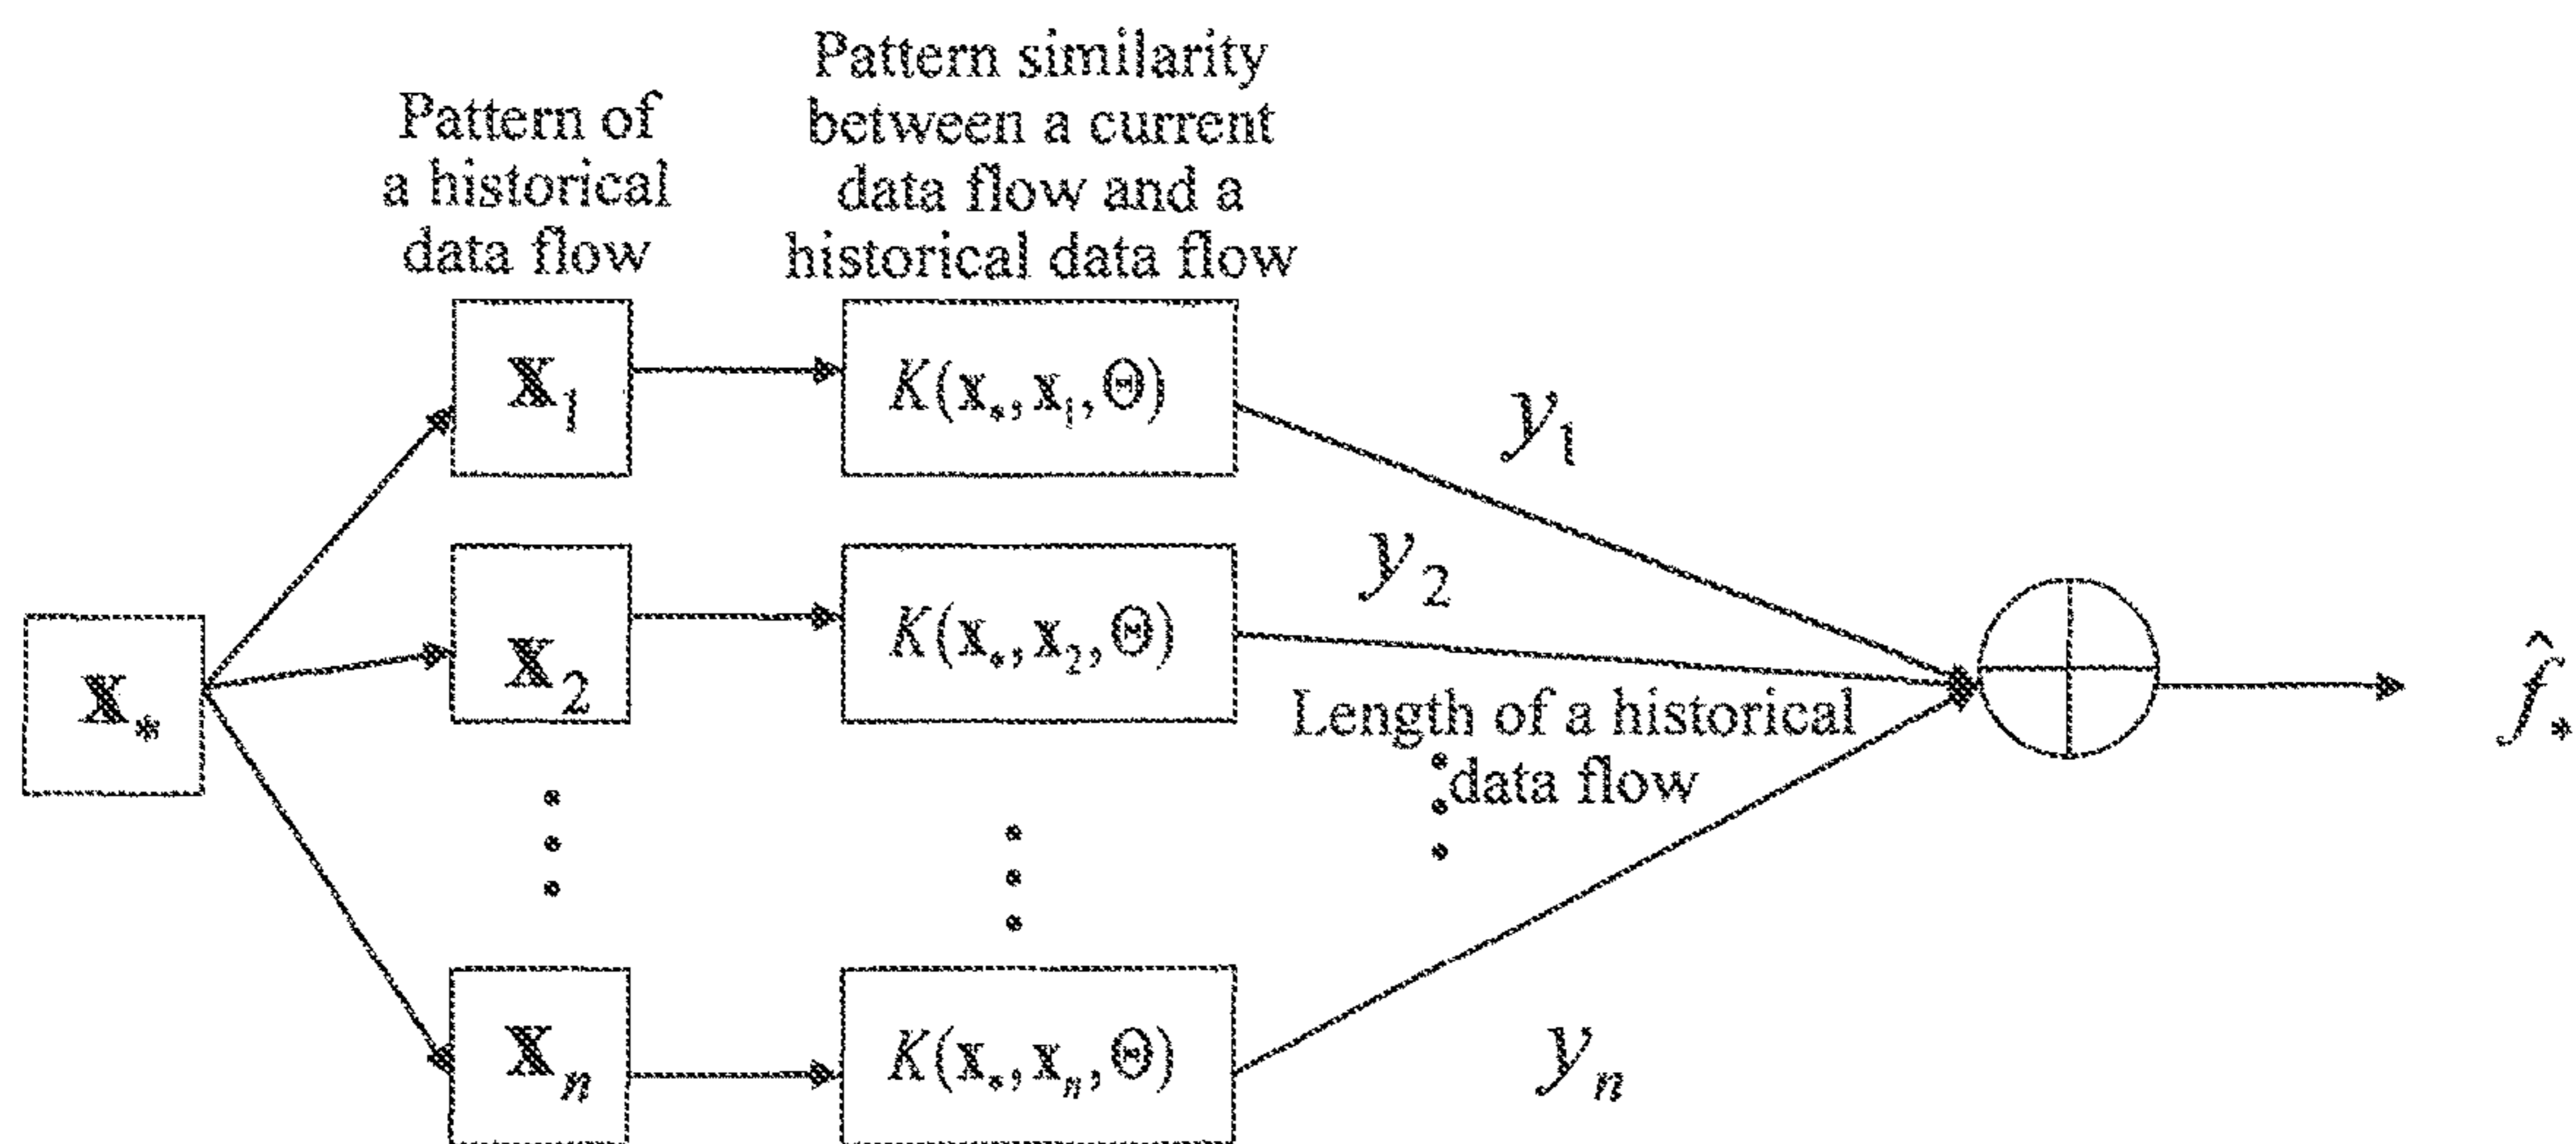 Pattern of
a historical
data flow
Pattern similarity
between a current
data flow and a
historical data flow
x₁
K(x*, x₁, Θ)
y₁
x*
x₂
K(x*, x₂, Θ)
y₂
Length of a historical
data flow
f̂*
xₙ
K(x*, xₙ, Θ)
yₙ